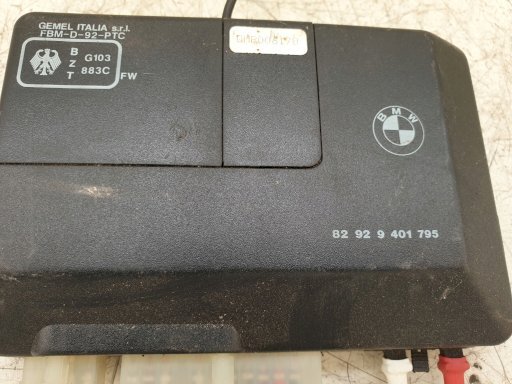 GEMEL ITALIA s.r.l.
FBM-D-92-PTC
B
Z G103
T 883C FW
BMW
82 92 9 401 795